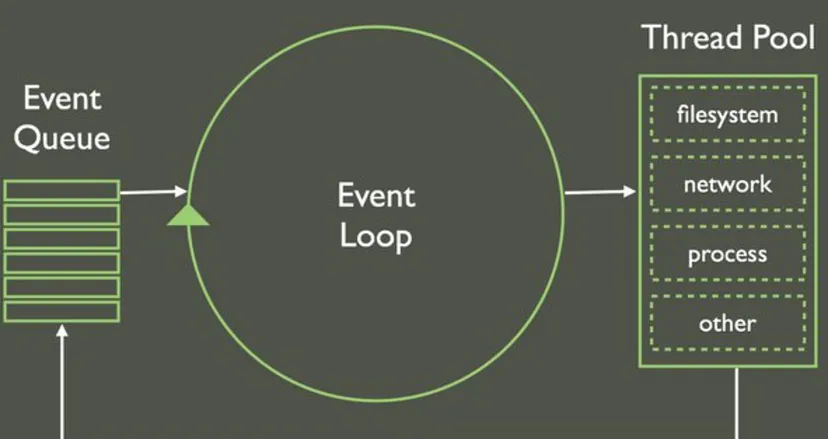 Event
Queue
Event
Loop
Thread Pool
filesystem
network
process
other